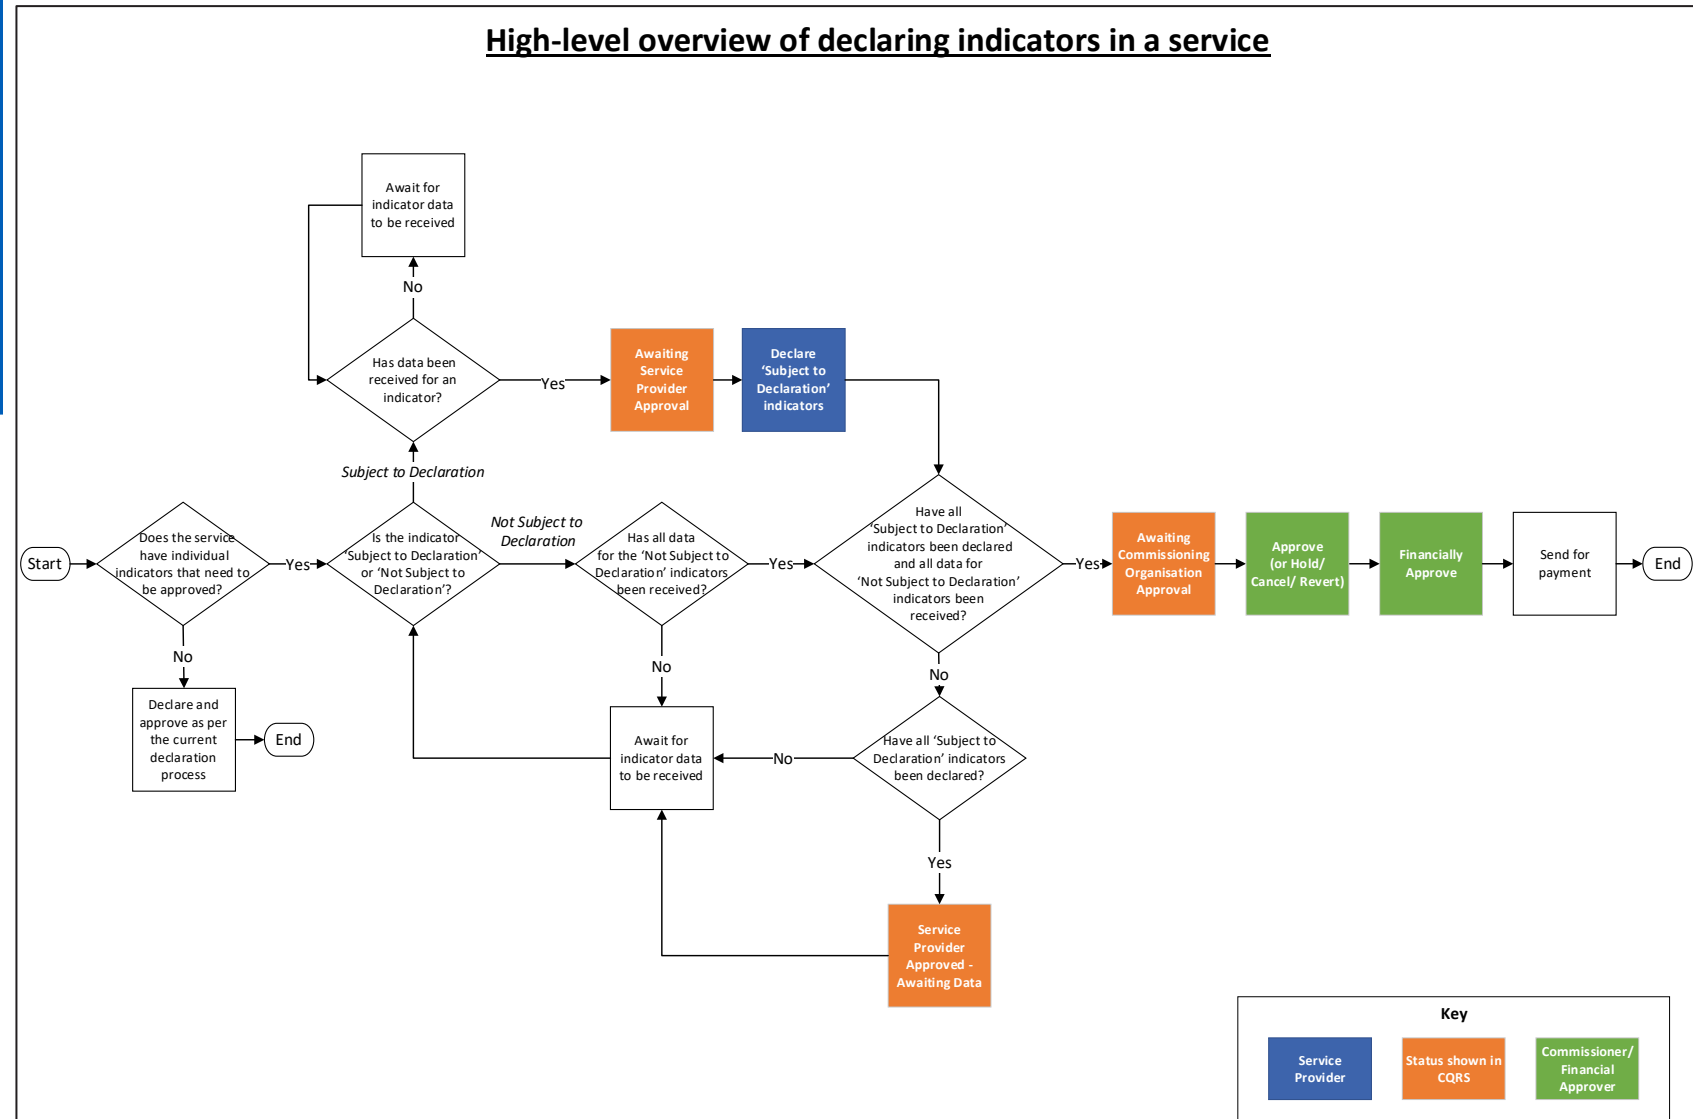 High-level overview of declaring indicators in a service
Await for
indicator data
to be received
No
Has data been
received for an
indicator?
Yes
Awaiting
Service
Provider
Approval
Declare
‘Subject to
Declaration’
indicators
Subject to Declaration
Start
Does the service
have individual
indicators that need to
be approved?
Yes
Is the indicator
‘Subject to Declaration’
or ‘Not Subject to
Declaration’?
Not Subject to
Declaration
Has all data
for the ‘Not Subject to
Declaration’ indicators
been received?
Yes
Have all
‘Subject to Declaration’
indicators been declared
and all data for
‘Not Subject to Declaration’
indicators been
received?
Yes
Awaiting
Commissioning
Organisation
Approval
Approve
(or Hold/
Cancel/ Revert)
Financially
Approve
Send for
payment
End
No
Declare and
approve as per
the current
declaration
process
End
No
Await for
indicator data
to be received
No
Have all ‘Subject to
Declaration’ indicators
been declared?
No
Yes
Service
Provider
Approved -
Awaiting Data
Key
Service
Provider
Status shown in
CQRS
Commissioner/
Financial
Approver